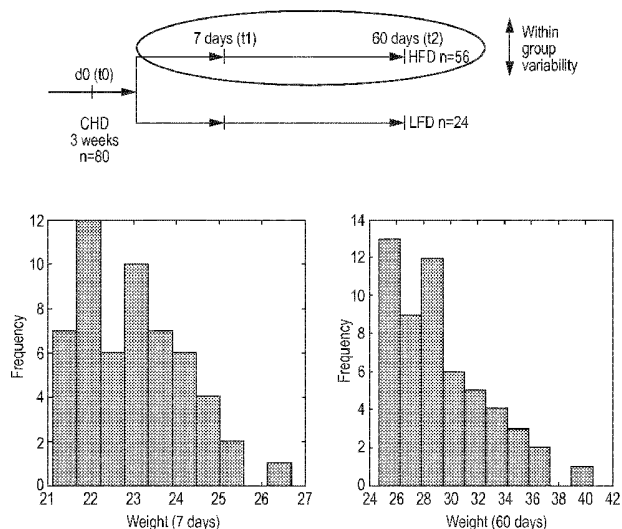 7 days (t1)
60 days (t2)
Within
group
variability
HFD n=56
d0 (t0)
CHD
3 weeks
n=80
LFD n=24
12
10
8
6
4
2
0
Frequency
21 22 23 24 25 26 27
Weight (7 days)
14
12
10
8
6
4
2
0
Frequency
24 26 28 30 32 34 36 38 40 42
Weight (60 days)